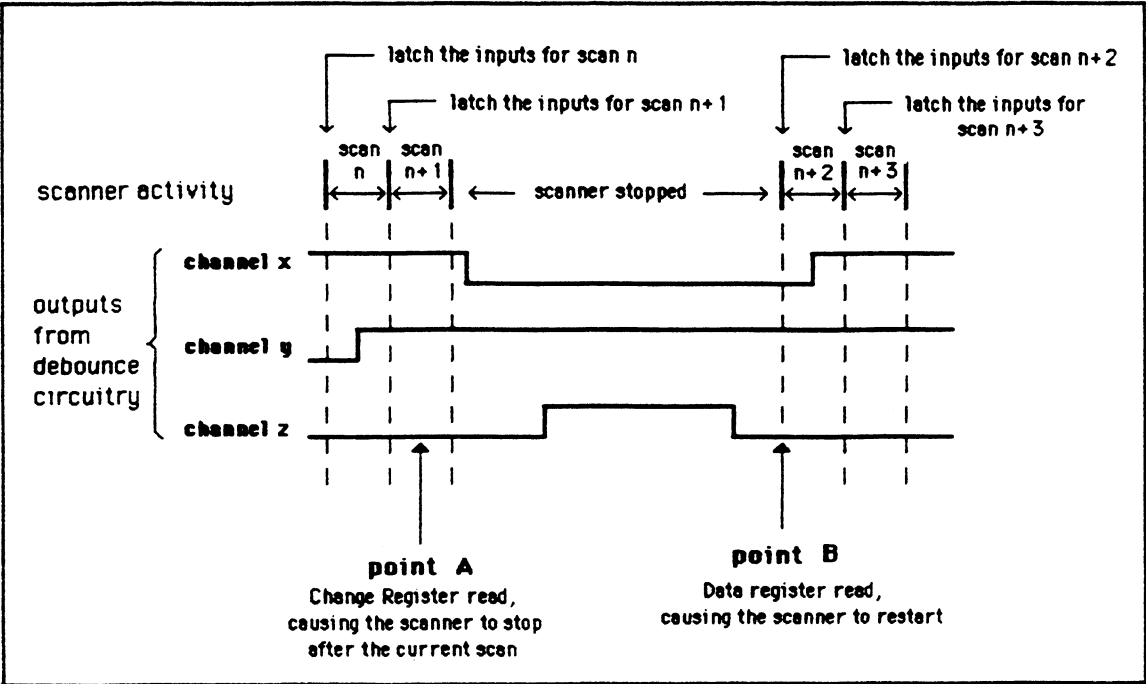 latch the inputs for scan n
latch the inputs for scan n+2
latch the inputs for scan n+1
latch the inputs for
scan n+3
scanner activity
scan
n
scan
n+1
scanner stopped
scan
n+2
scan
n+3
outputs
from
debounce
circuitry
channel x
channel y
channel z
point A
Change Register read,
causing the scanner to stop
after the current scan
point B
Data register read,
causing the scanner to restart